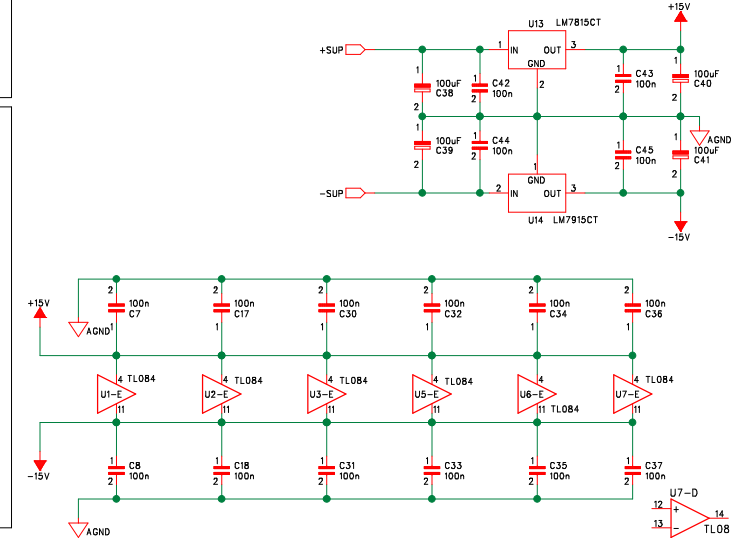 +15V
U13 LM7815CT
+SUP 1 IN OUT 3
GND
1 1 1 1
100uF C42 2 C43 100uF
C38 100n 100n C40
2 2 2 2
1 1 1 1
AGND
100uF C44 C45 100uF
C39 100n 100n C41
2 2 1 2 2
GND
-SUP 2 IN OUT 3
U14 LM7915CT
-15V
2 2 2 2 2 2
+15V 100n 100n 100n 100n 100n 100n
C7 C17 C30 C32 C34 C36
AGND 1 1 1 1 1 1
4 TL084 4 TL084 4 TL084 4 TL084 4 4 TL084
U1-E U2-E U3-E U5-E U6-E U7-E
11 11 11 11 11 TL084 11
1 1 1 1 1 1
C8 C18 C31 C33 C35 C37
-15V 100n 100n 100n 100n 100n 100n
2 2 2 2 2 2
AGND
U7-D
12 +
14
13 -
TL08